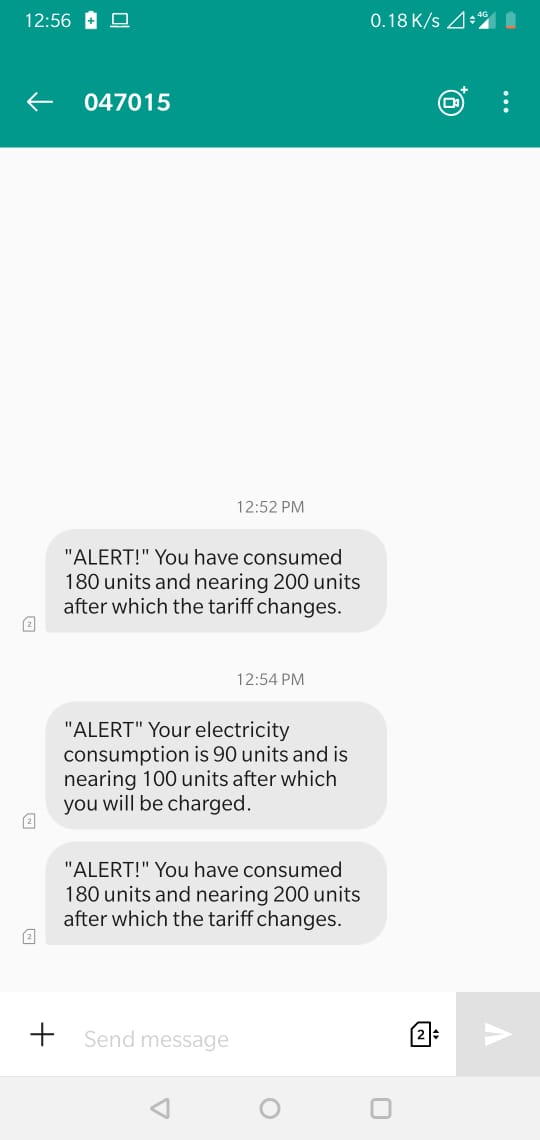 12:56 0.18 K/s 4G
047015
12:52 PM
"ALERT!" You have consumed
180 units and nearing 200 units
after which the tariff changes.
2
12:54 PM
"ALERT" Your electricity
consumption is 90 units and is
nearing 100 units after which
you will be charged.
2
"ALERT!" You have consumed
180 units and nearing 200 units
after which the tariff changes.
2
Send message 2